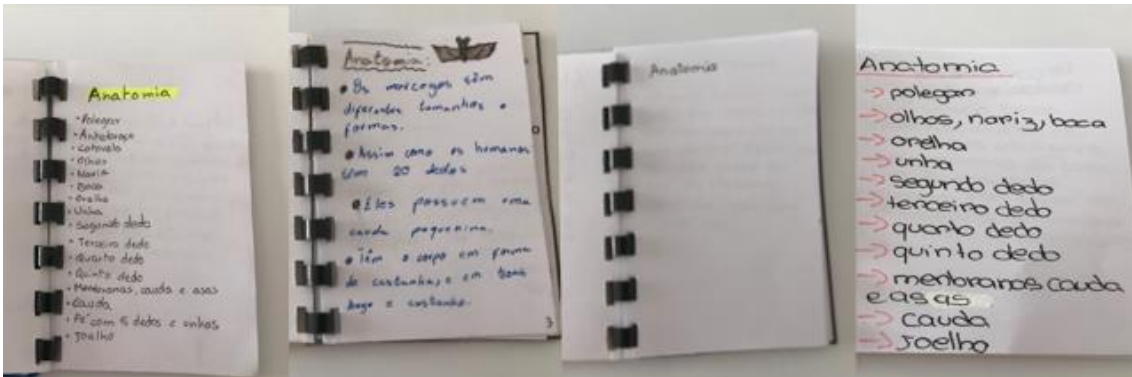 Anatomia
• Polegar
• Antebraço
• Cotovelo
• Olhos
• Nariz
• Boca
• Orelha
• Unha
• Segundo dedo
• Terceiro dedo
• Quarto dedo
• Quinto dedo
• Membranas, cauda e asas
• Cauda
• Pé com 5 dedos e unhas
• Joelho
Anatomia:
• Os morcegos têm
diferentes tamanhos e
formas.
• Assim como os humanos
têm 20 dedos
• Eles possuem uma
cauda pequenina.
• Têm o corpo em forma
de castanha, e em
castanho.
3
Anatomia
Anatomia
→ polegar
→ olhos, nariz, boca
→ orelha
→ unha
→ segundo dedo
→ terceiro dedo
→ quarto dedo
→ quinto dedo
→ membranas cauda
e asas
→ cauda
→ joelho